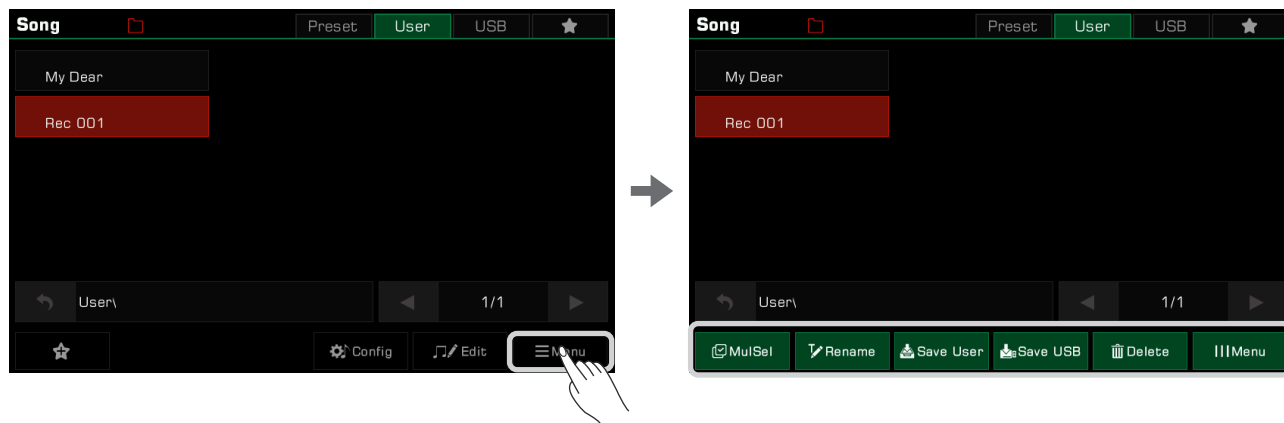 Song Preset User USB
My Dear
Rec 001
User\ 1/1
Config Edit Menu
Song Preset User USB
My Dear
Rec 001
User\ 1/1
MulSel Rename Save User Save USB Delete Menu